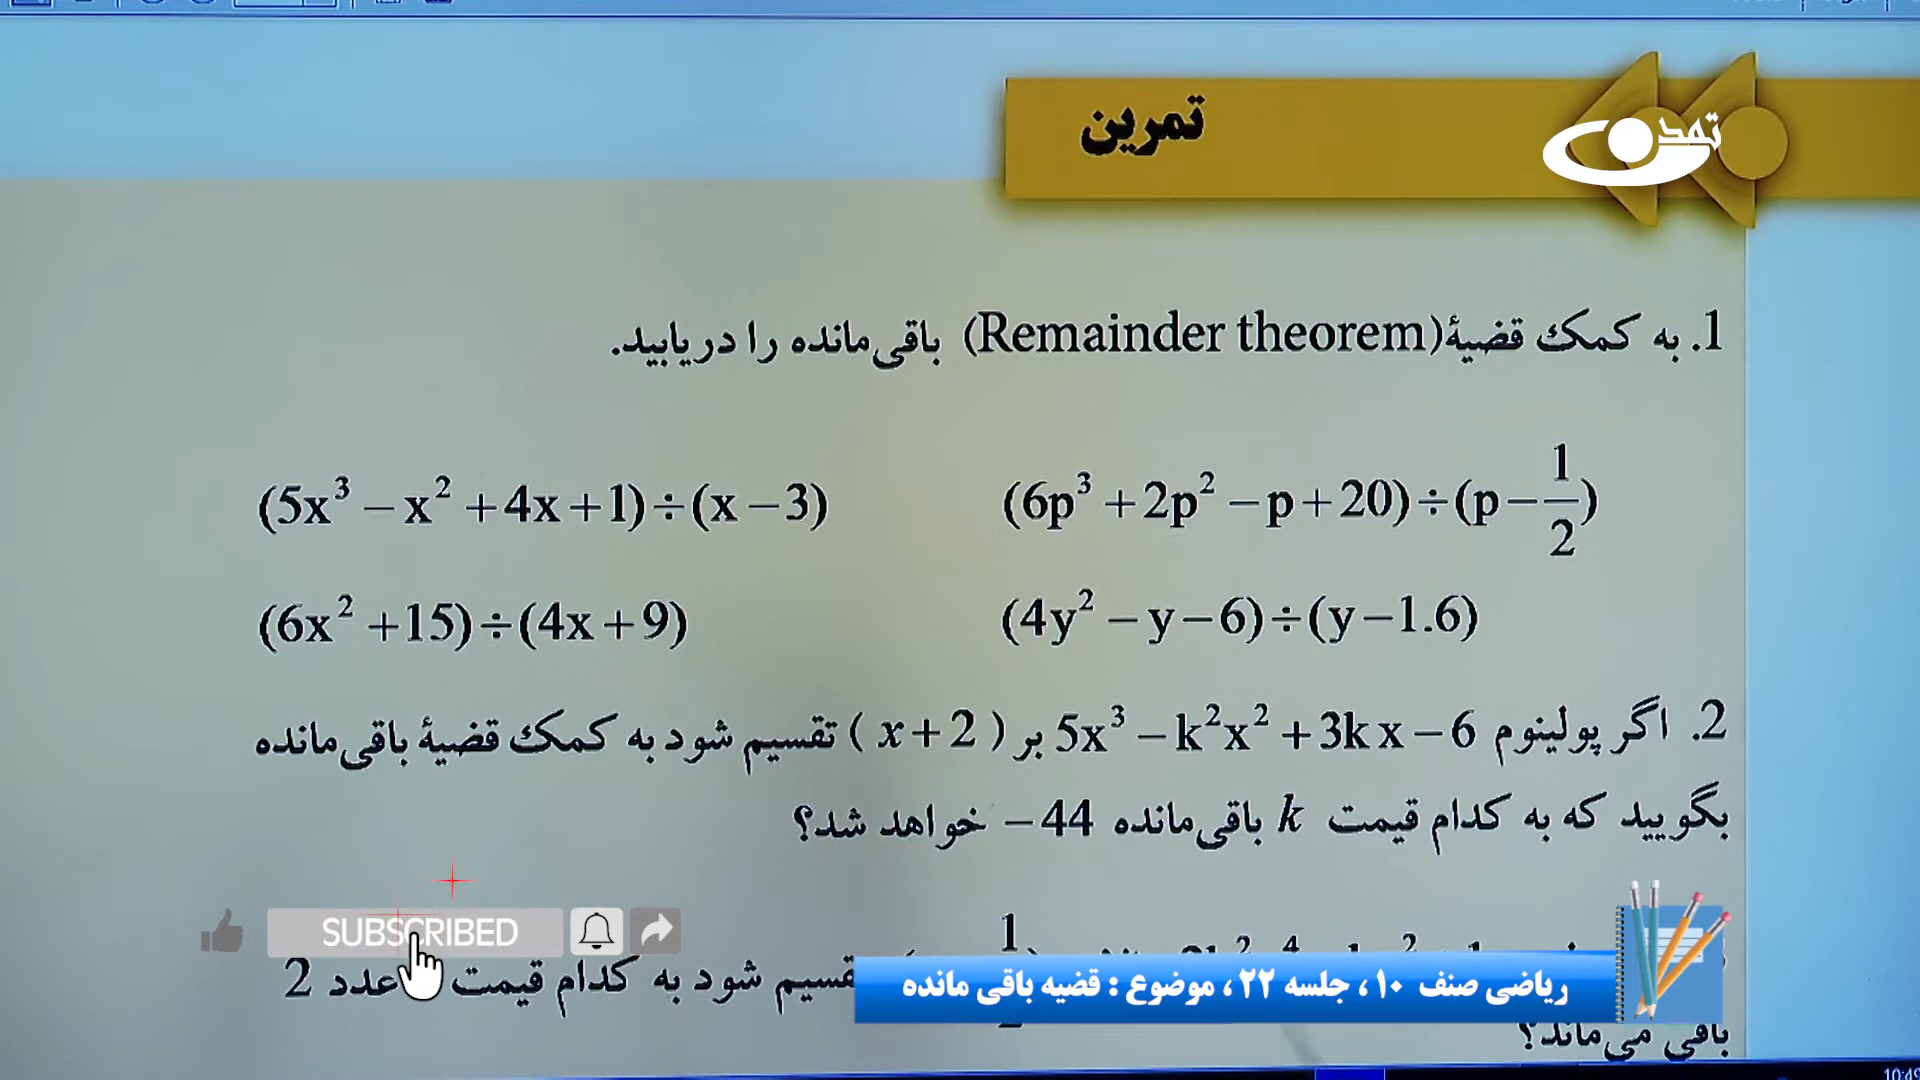 تمرین
تمدن
1. به کمک قضیهٔ (Remainder theorem) باقی‌مانده را دریابید.
(5x³ − x² + 4x + 1) ÷ (x − 3)
(6p³ + 2p² − p + 20) ÷ (p − 1/2)
(6x² + 15) ÷ (4x + 9)
(4y² − y − 6) ÷ (y − 1.6)
2. اگر پولینوم 5x³ − k²x² + 3kx − 6 بر (x + 2) تقسیم شود به کمک قضیهٔ باقی‌مانده
بگویید که به کدام قیمت k باقی‌مانده −44 خواهد شد؟
تقسیم شود به کدام قیمت عدد 2
باقی می‌ماند؟
SUBSCRIBED
ریاضی صنف ۱۰، جلسه ۲۲، موضوع: قضیه باقی مانده